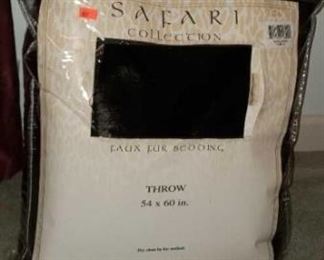 SAFARI
COLLECTION
FAUX FUR BEDDING
THROW
54 x 60 in.